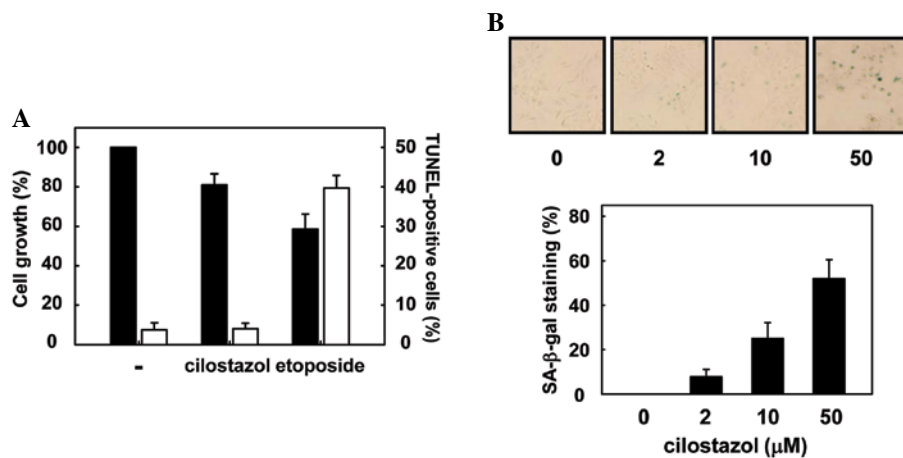 A
Cell growth (%)
100
80
60
40
20
0
TUNEL-positive cells (%)
50
40
30
20
10
0
- cilostazol etoposide
B
0 2 10 50
SA-β-gal staining (%)
80
60
40
20
0
0 2 10 50
cilostazol (μM)